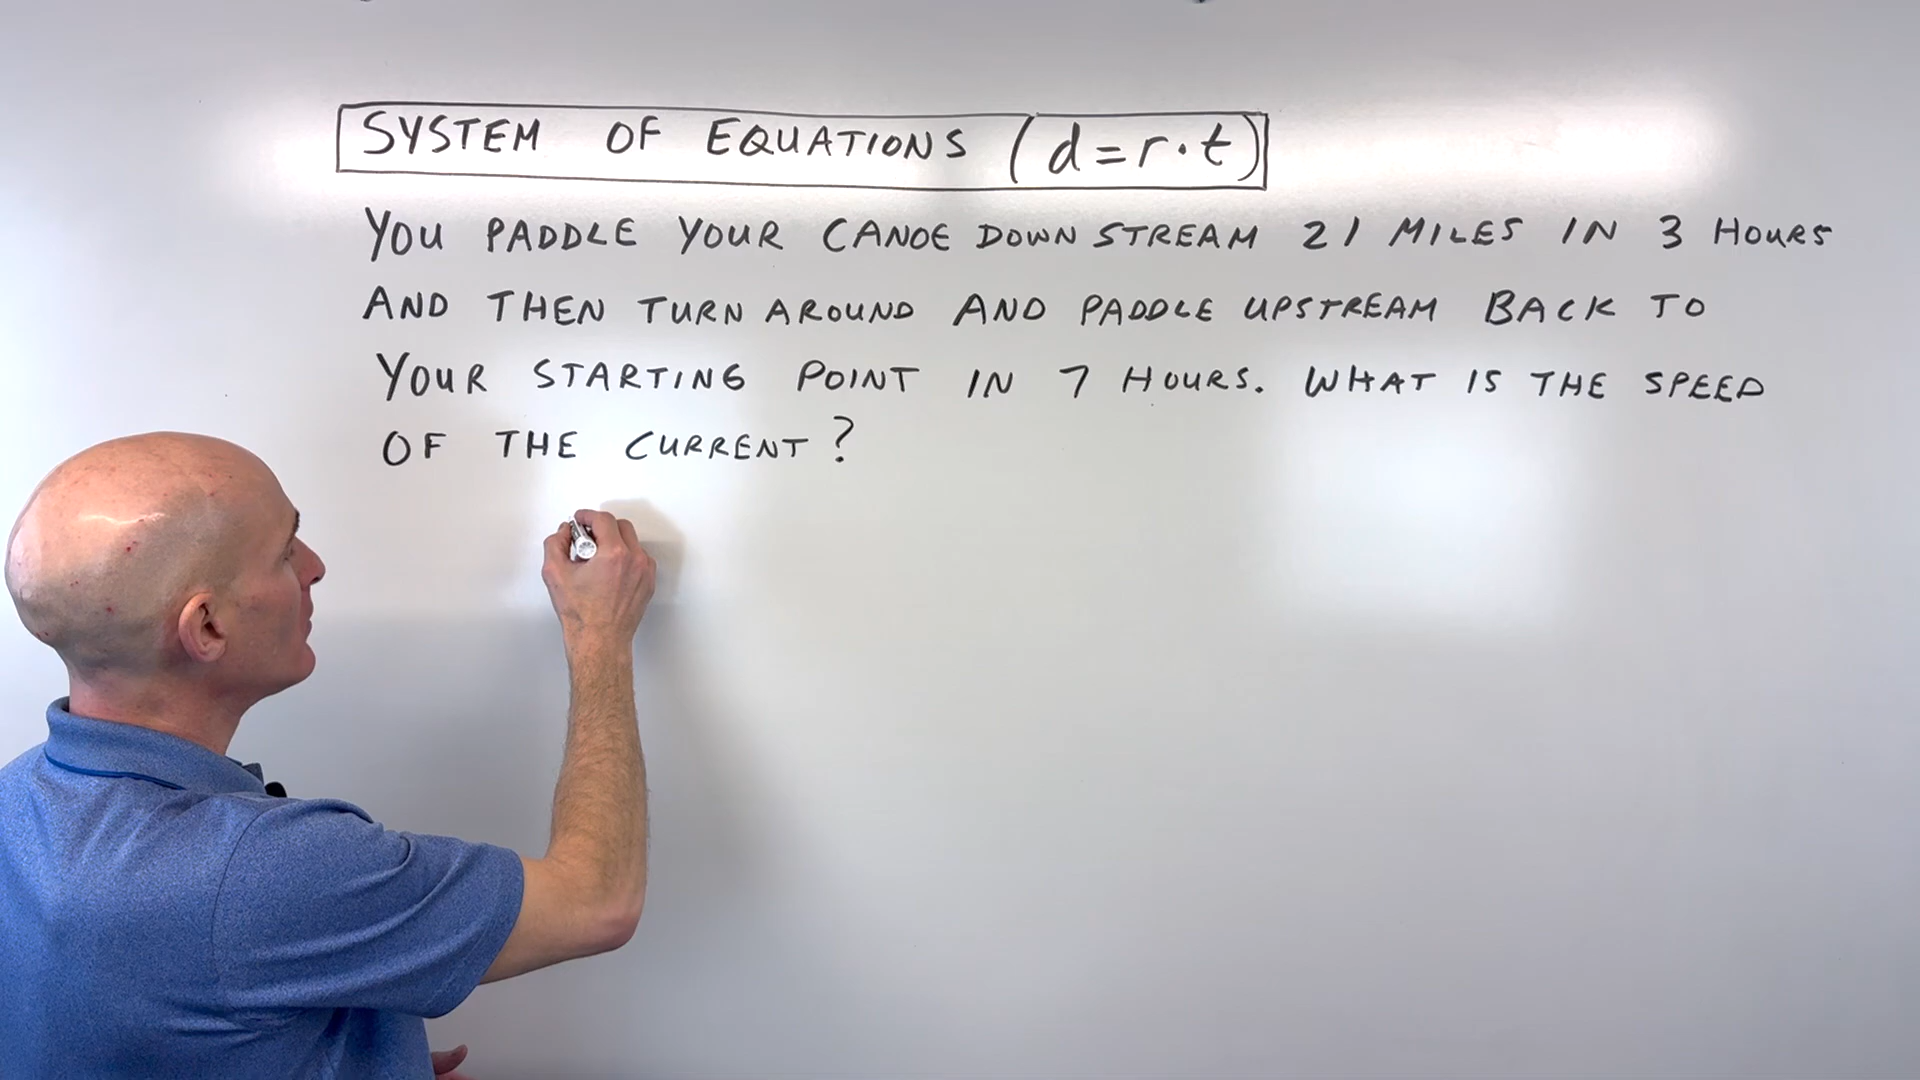 SYSTEM OF EQUATIONS (d=r·t)
YOU PADDLE YOUR CANOE DOWNSTREAM 21 MILES IN 3 HOURS
AND THEN TURN AROUND AND PADDLE UPSTREAM BACK TO
YOUR STARTING POINT IN 7 HOURS. WHAT IS THE SPEED
OF THE CURRENT?